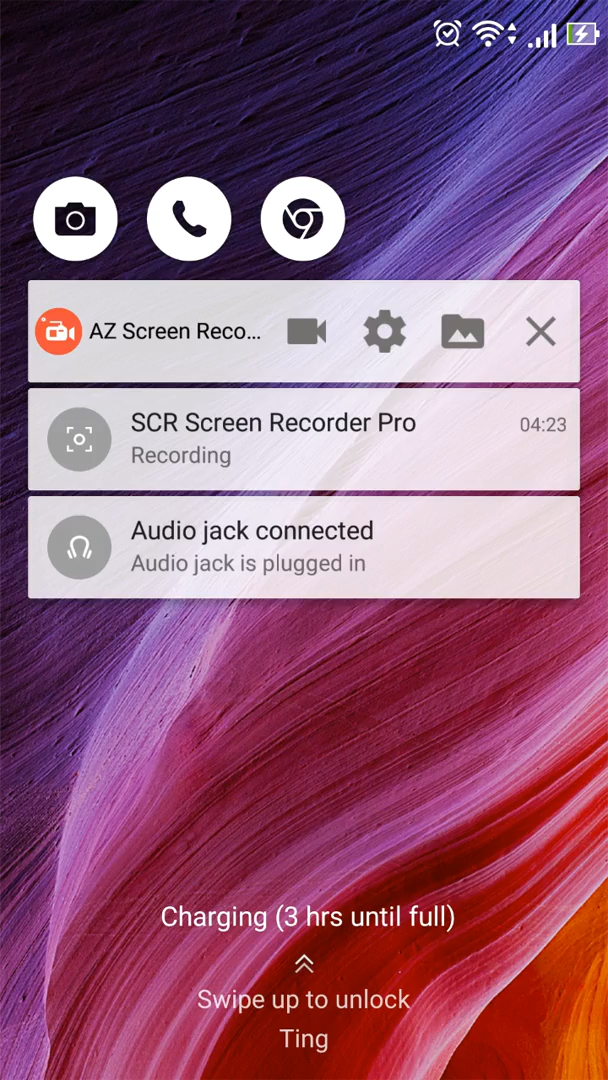 AZ Screen Reco...
SCR Screen Recorder Pro
04:23
Recording
Audio jack connected
Audio jack is plugged in
Charging (3 hrs until full)
Swipe up to unlock
Ting